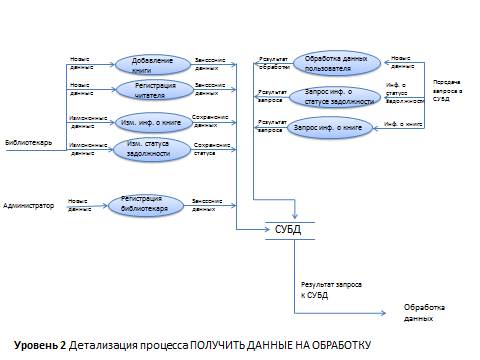 Новые
данные
Добавление
книги
Занесение
данных
Результат
обработки
Обработка данных
пользователя
Новые
данные
Новые
данные
Регистрация
читателя
Занесение
данных
Результат
запроса
Запрос инф. о
статусе задолжности
Инф. о
статусе
задолжности
Передача
запроса в
СУБД
Измененные
данные
Изм. инф. о книге
Сохранение
данных
Результат
запроса
Запрос инф. о книге
Инф. о книге
Библиотекарь
Измененные
данные
Изм. статуса
задолжности
Сохранение
статуса
Администратор
Новые
данные
Регистрация
библиотекаря
Занесение
данных
СУБД
Результат запроса
к СУБД
Обработка
данных
Уровень 2 Детализация процесса ПОЛУЧИТЬ ДАННЫЕ НА ОБРАБОТКУ